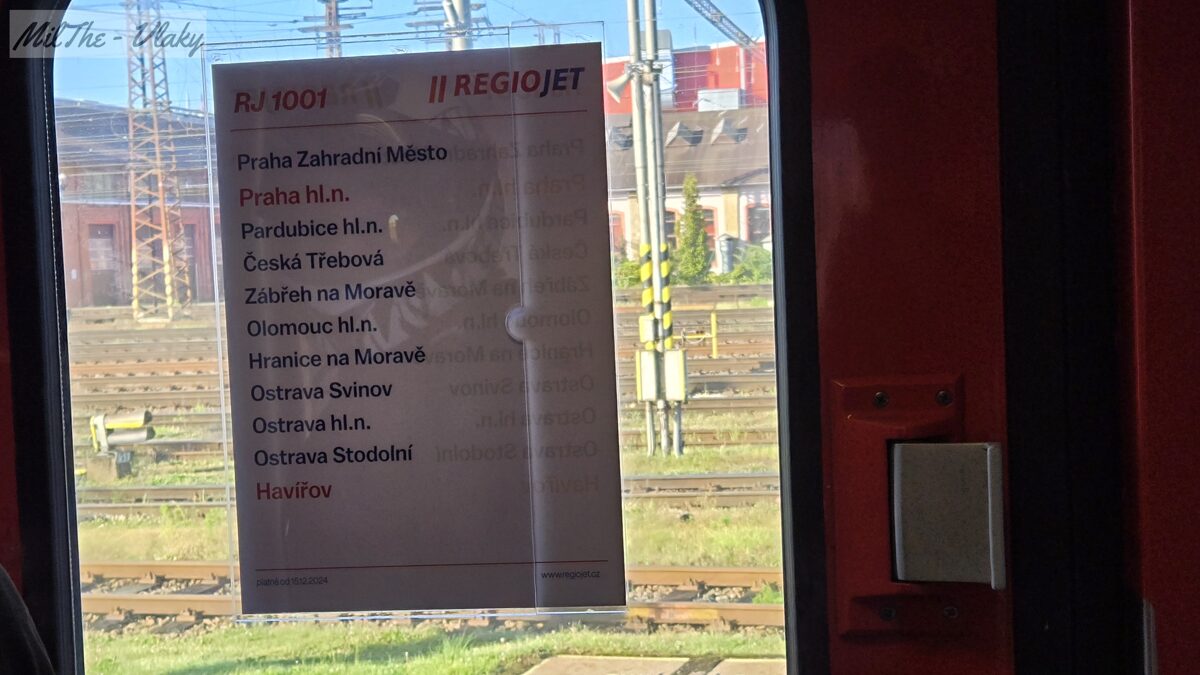 MilThe - Vlaky
RJ 1001
|| REGIOJET
Praha Zahradní Město
Praha hl.n.
Pardubice hl.n.
Česká Třebová
Zábřeh na Moravě
Olomouc hl.n.
Hranice na Moravě
Ostrava Svinov
Ostrava hl.n.
Ostrava Stodolní
Havířov
platné od 15.12.2024
www.regiojet.cz